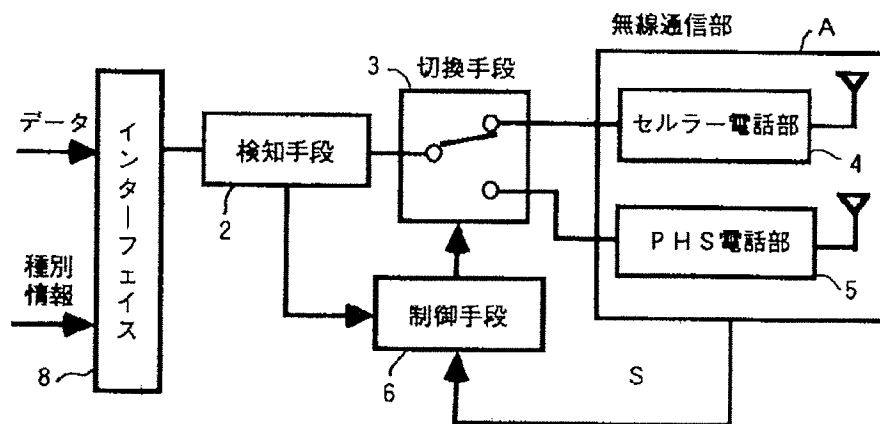 無線通信部
A
3
切換手段
データ
インターフェイス
検知手段
2
セルラー電話部
4
種別
情報
PHS電話部
5
制御手段
6
8
S